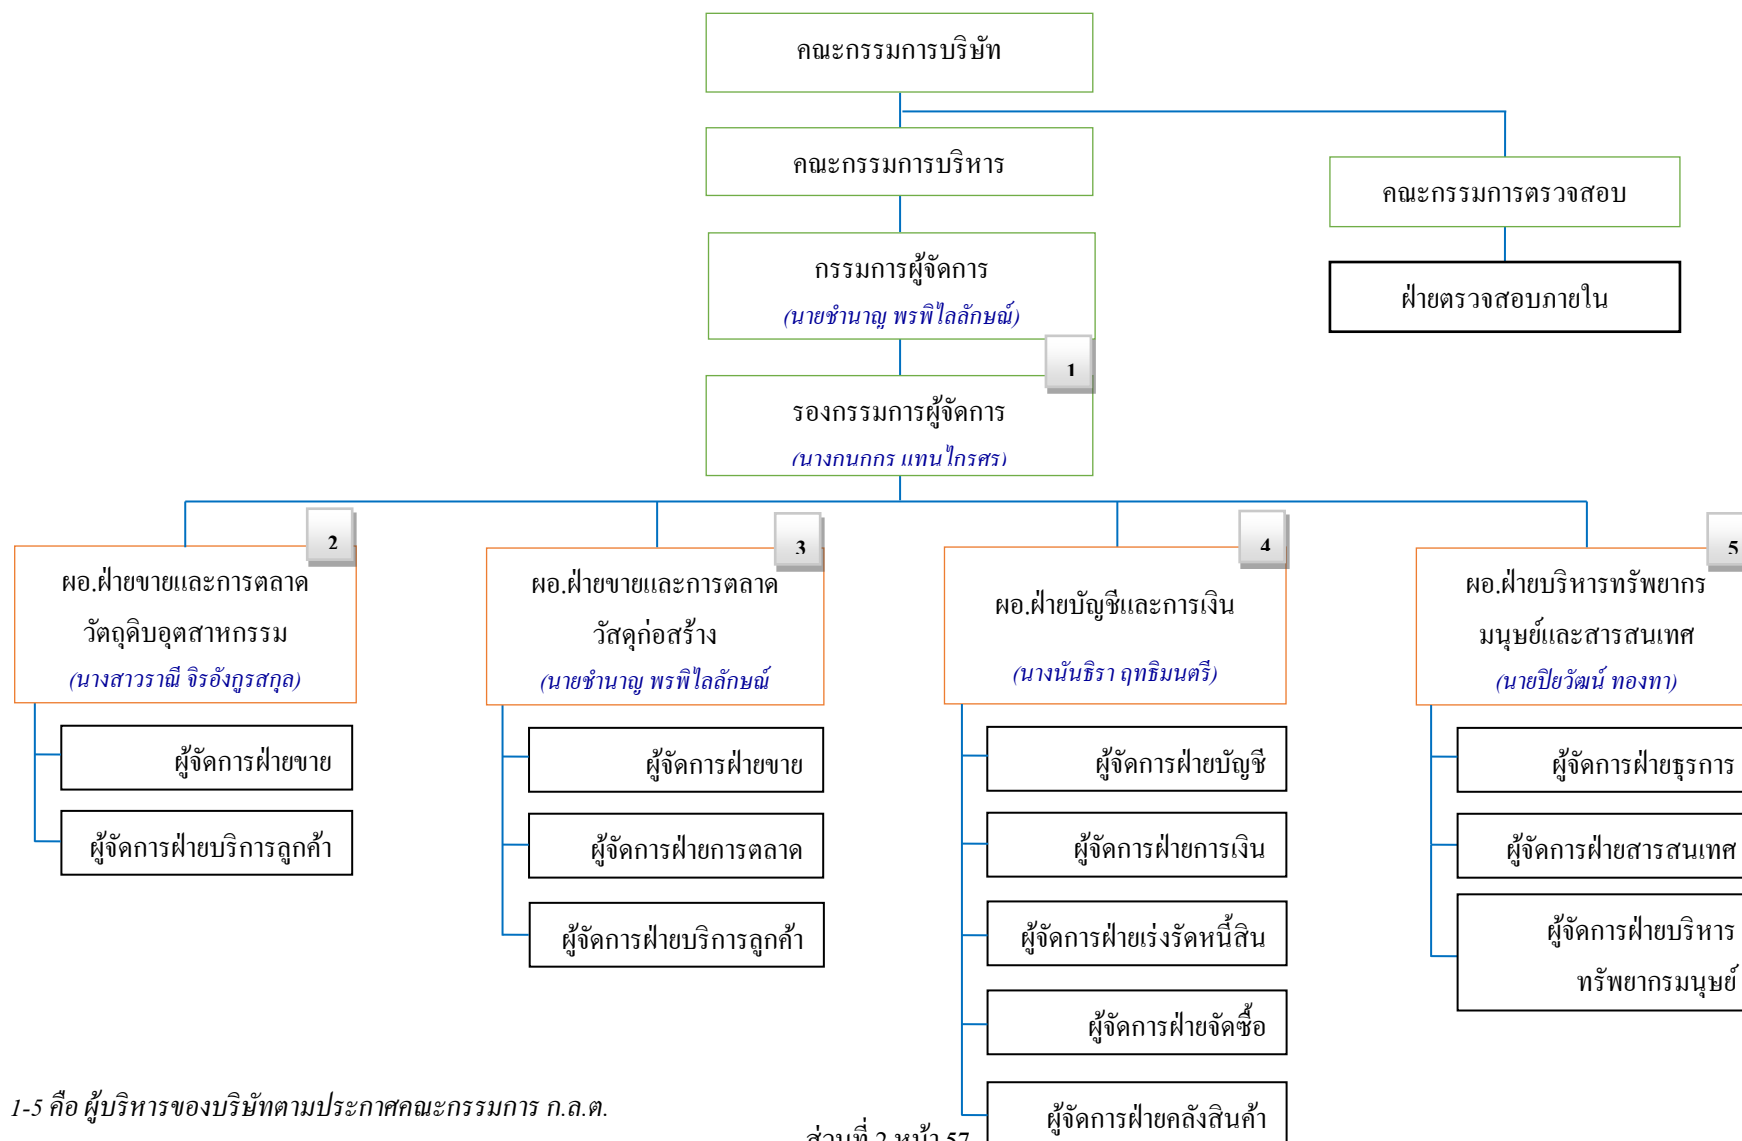 คณะกรรมการบริษัท
คณะกรรมการบริหาร
คณะกรรมการตรวจสอบ
กรรมการผู้จัดการ
(นายชำนาญ พรพิไลลักษณ์)
ฝ่ายตรวจสอบภายใน
1
รองกรรมการผู้จัดการ
(นางกนกกร แทนไกรศร)
2
ผอ.ฝ่ายขายและการตลาด
วัตถุดิบอุตสาหกรรม
(นางสาวราณี จิรอังกูรสกุล)
ผู้จัดการฝ่ายขาย
ผู้จัดการฝ่ายบริการลูกค้า
3
ผอ.ฝ่ายขายและการตลาด
วัสดุก่อสร้าง
(นายชำนาญ พรพิไลลักษณ์
ผู้จัดการฝ่ายขาย
ผู้จัดการฝ่ายการตลาด
ผู้จัดการฝ่ายบริการลูกค้า
4
ผอ.ฝ่ายบัญชีและการเงิน
(นางนันธิรา ฤทธิมนตรี)
ผู้จัดการฝ่ายบัญชี
ผู้จัดการฝ่ายการเงิน
ผู้จัดการฝ่ายเร่งรัดหนี้สิน
ผู้จัดการฝ่ายจัดซื้อ
ผู้จัดการฝ่ายคลังสินค้า
5
ผอ.ฝ่ายบริหารทรัพยากร
มนุษย์และสารสนเทศ
(นายปิยวัฒน์ ทองทา)
ผู้จัดการฝ่ายธุรการ
ผู้จัดการฝ่ายสารสนเทศ
ผู้จัดการฝ่ายบริหาร
ทรัพยากรมนุษย์
1-5 คือ ผู้บริหารของบริษัทตามประกาศคณะกรรมการ ก.ล.ต.
ส่วนที่ 2 หน้า 57